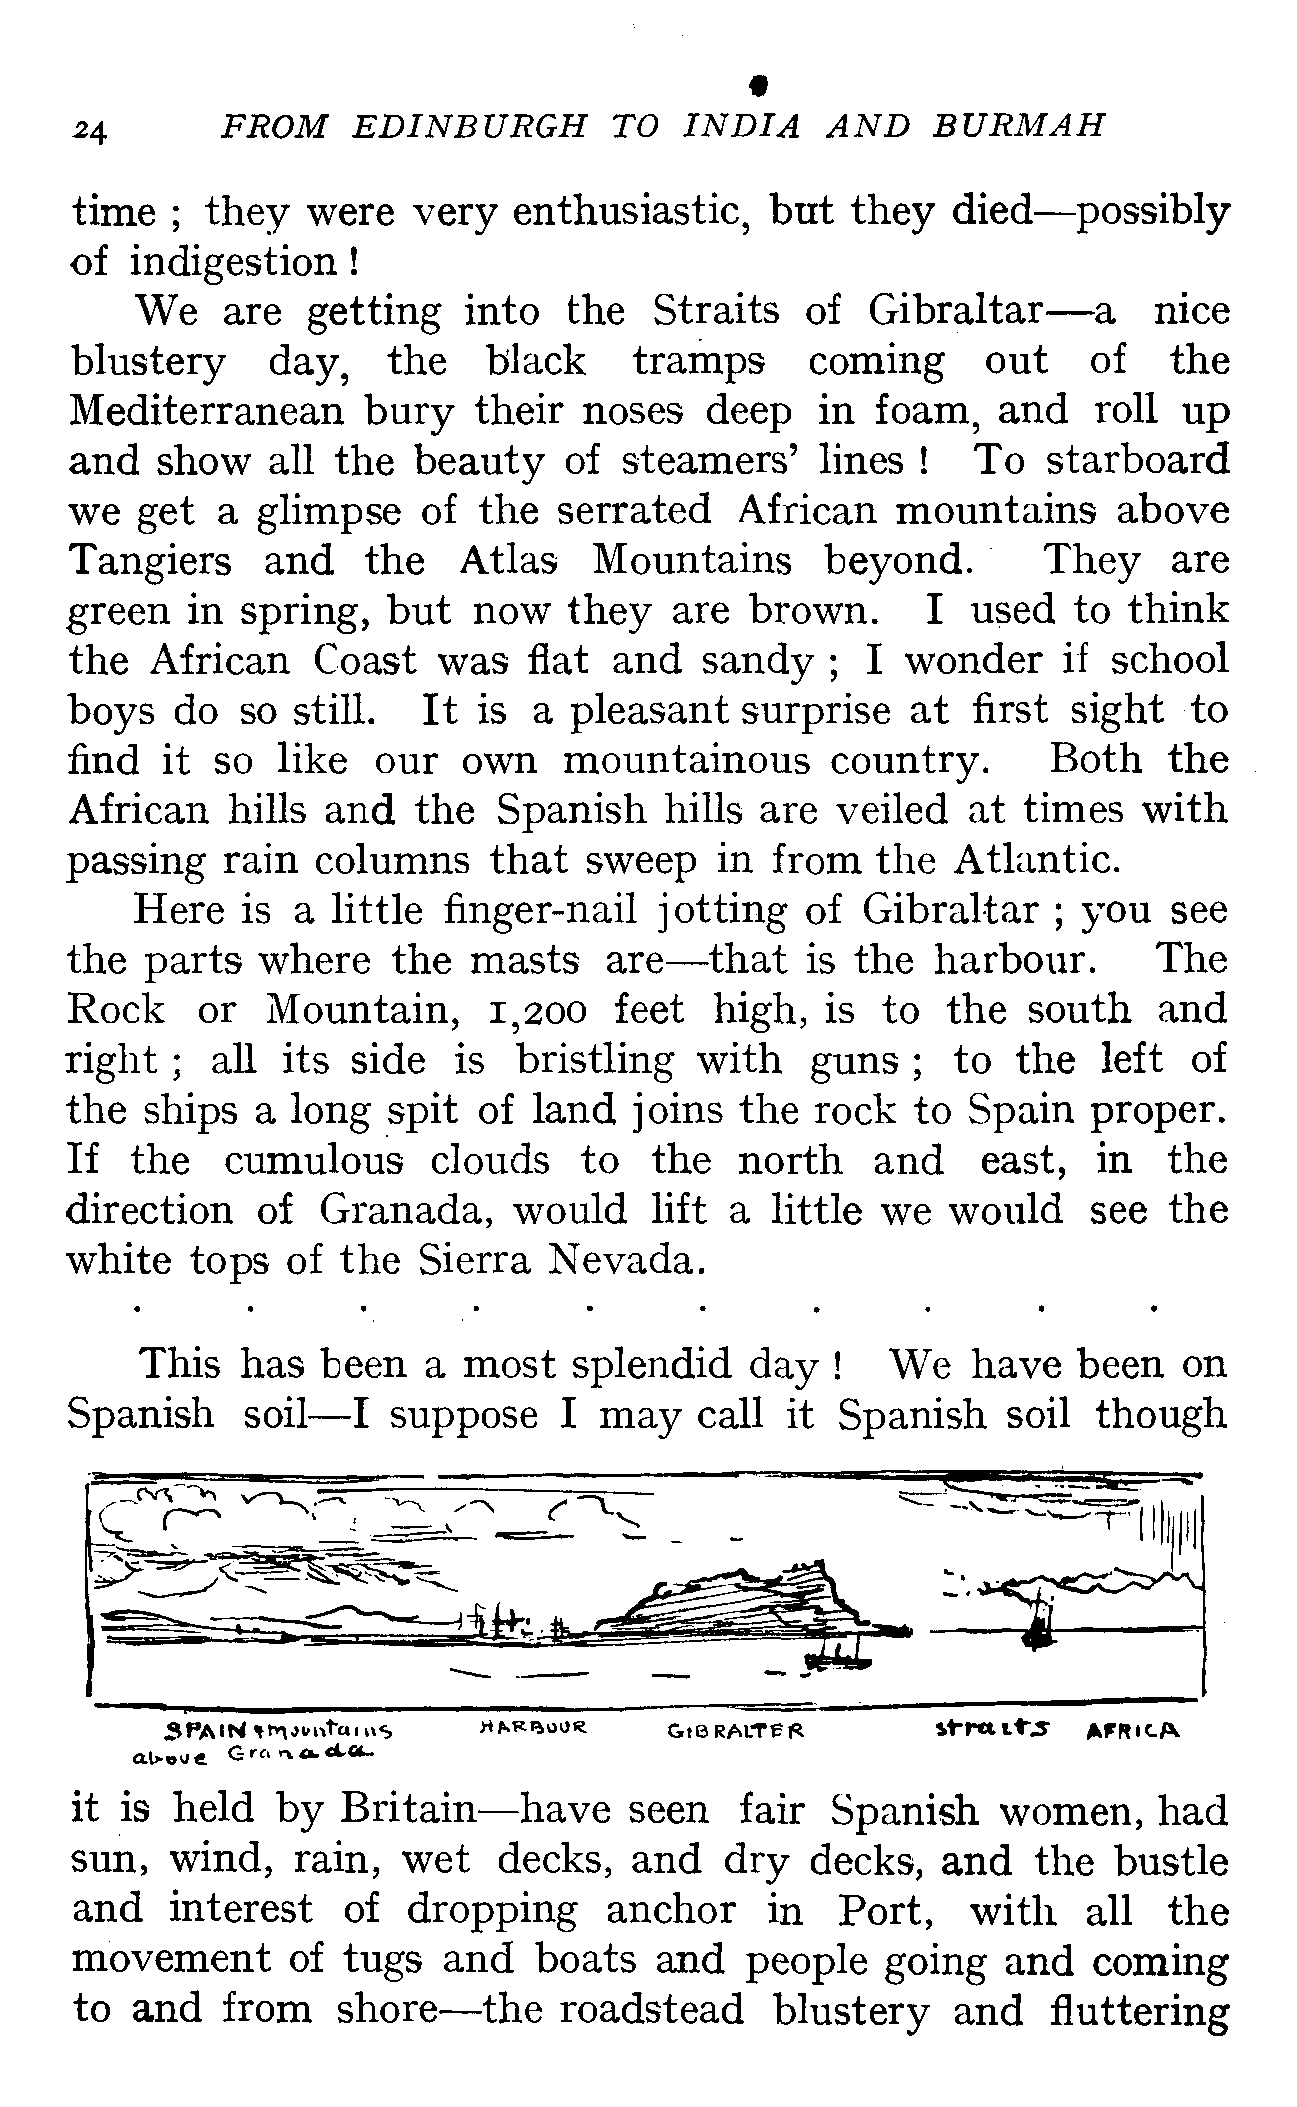 24 FROM EDINBURGH TO INDIA AND BURMAH
time ; they were very enthusiastic, but they died—possibly
of indigestion !
We are getting into the Straits of Gibraltar—a nice
blustery day, the black tramps coming out of the
Mediterranean bury their noses deep in foam, and roll up
and show all the beauty of steamers' lines ! To starboard
we get a glimpse of the serrated African mountains above
Tangiers and the Atlas Mountains beyond. They are
green in spring, but now they are brown. I used to think
the African Coast was flat and sandy ; I wonder if school
boys do so still. It is a pleasant surprise at first sight to
find it so like our own mountainous country. Both the
African hills and the Spanish hills are veiled at times with
passing rain columns that sweep in from the Atlantic.
Here is a little finger-nail jotting of Gibraltar ; you see
the parts where the masts are—that is the harbour. The
Rock or Mountain, 1,200 feet high, is to the south and
right ; all its side is bristling with guns ; to the left of
the ships a long spit of land joins the rock to Spain proper.
If the cumulous clouds to the north and east, in the
direction of Granada, would lift a little we would see the
white tops of the Sierra Nevada.
. . . . . . . . . .
This has been a most splendid day ! We have been on
Spanish soil—I suppose I may call it Spanish soil though
SPAIN & mountains HARBOUR GIBRALTER straits AFRICA
above Granada
it is held by Britain—have seen fair Spanish women, had
sun, wind, rain, wet decks, and dry decks, and the bustle
and interest of dropping anchor in Port, with all the
movement of tugs and boats and people going and coming
to and from shore—the roadstead blustery and fluttering